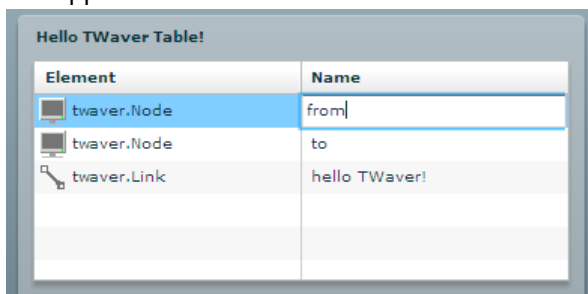 Hello TWaver Table!
Element Name
twaver.Node from
twaver.Node to
twaver.Link hello TWaver!